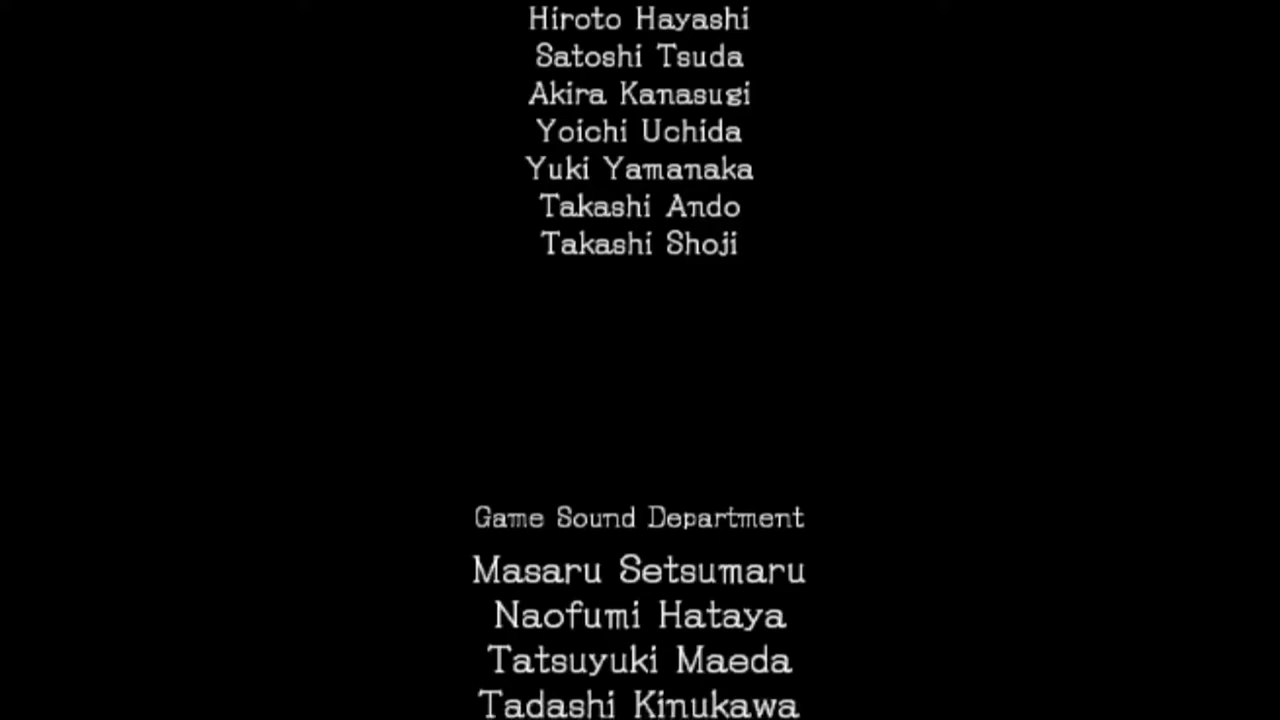 Hiroto Hayashi
Satoshi Tsuda
Akira Kanasugi
Yoichi Uchida
Yuki Yamanaka
Takashi Ando
Takashi Shoji
Game Sound Department
Masaru Setsumaru
Naofumi Hataya
Tatsuyuki Maeda
Tadashi Kinukawa